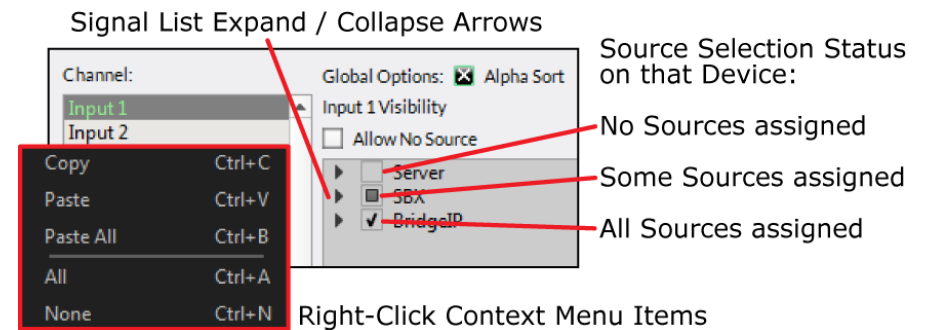 Signal List Expand / Collapse Arrows
Source Selection Status
on that Device:
Channel:
Global Options: Alpha Sort
Input 1
Input 1 Visibility
Input 2
Allow No Source
No Sources assigned
Server
Some Sources assigned
SBX
All Sources assigned
BridgeIP
Copy Ctrl+C
Paste Ctrl+V
Paste All Ctrl+B
All Ctrl+A
None Ctrl+N
Right-Click Context Menu Items